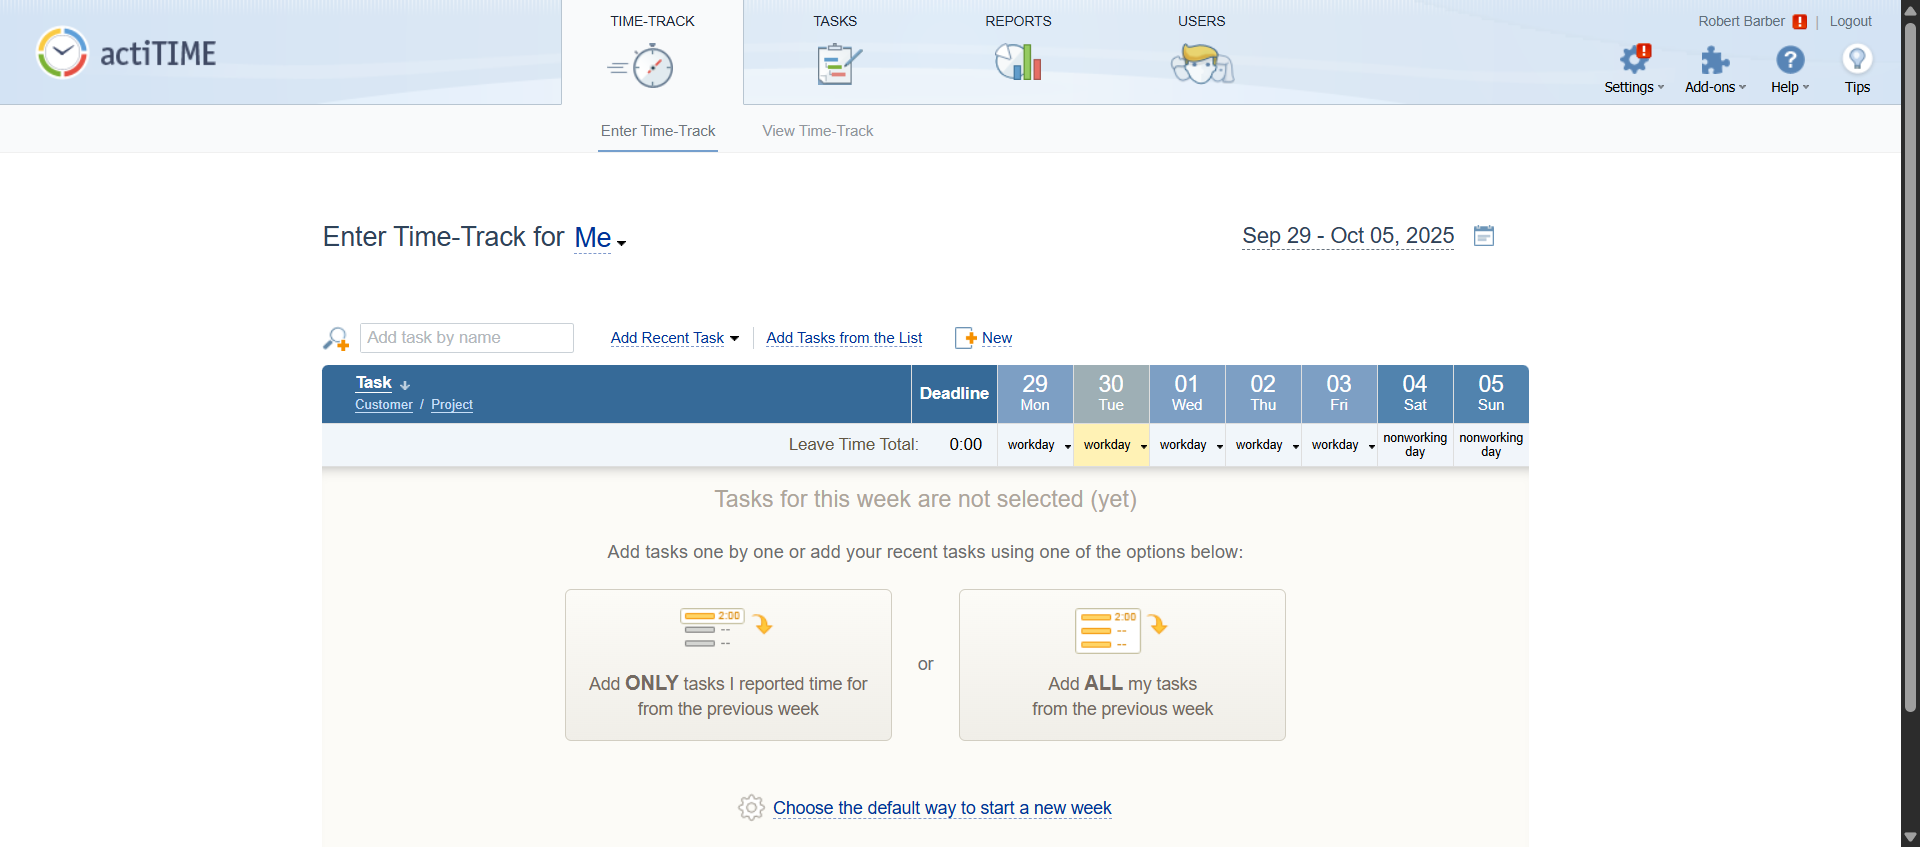 actiTIME
TIME-TRACK
TASKS
REPORTS
USERS
Robert Barber ! | Logout
Settings
Add-ons
Help
Tips
Enter Time-Track
View Time-Track
Enter Time-Track for Me
Sep 29 - Oct 05, 2025
Add task by name
Add Recent Task
Add Tasks from the List
New
Task
Customer / Project
Deadline
29
Mon
30
Tue
01
Wed
02
Thu
03
Fri
04
Sat
05
Sun
Leave Time Total: 0:00
workday
workday
workday
workday
workday
nonworking
day
nonworking
day
Tasks for this week are not selected (yet)
Add tasks one by one or add your recent tasks using one of the options below:
2:00
Add ONLY tasks I reported time for
from the previous week
or
2:00
Add ALL my tasks
from the previous week
Choose the default way to start a new week